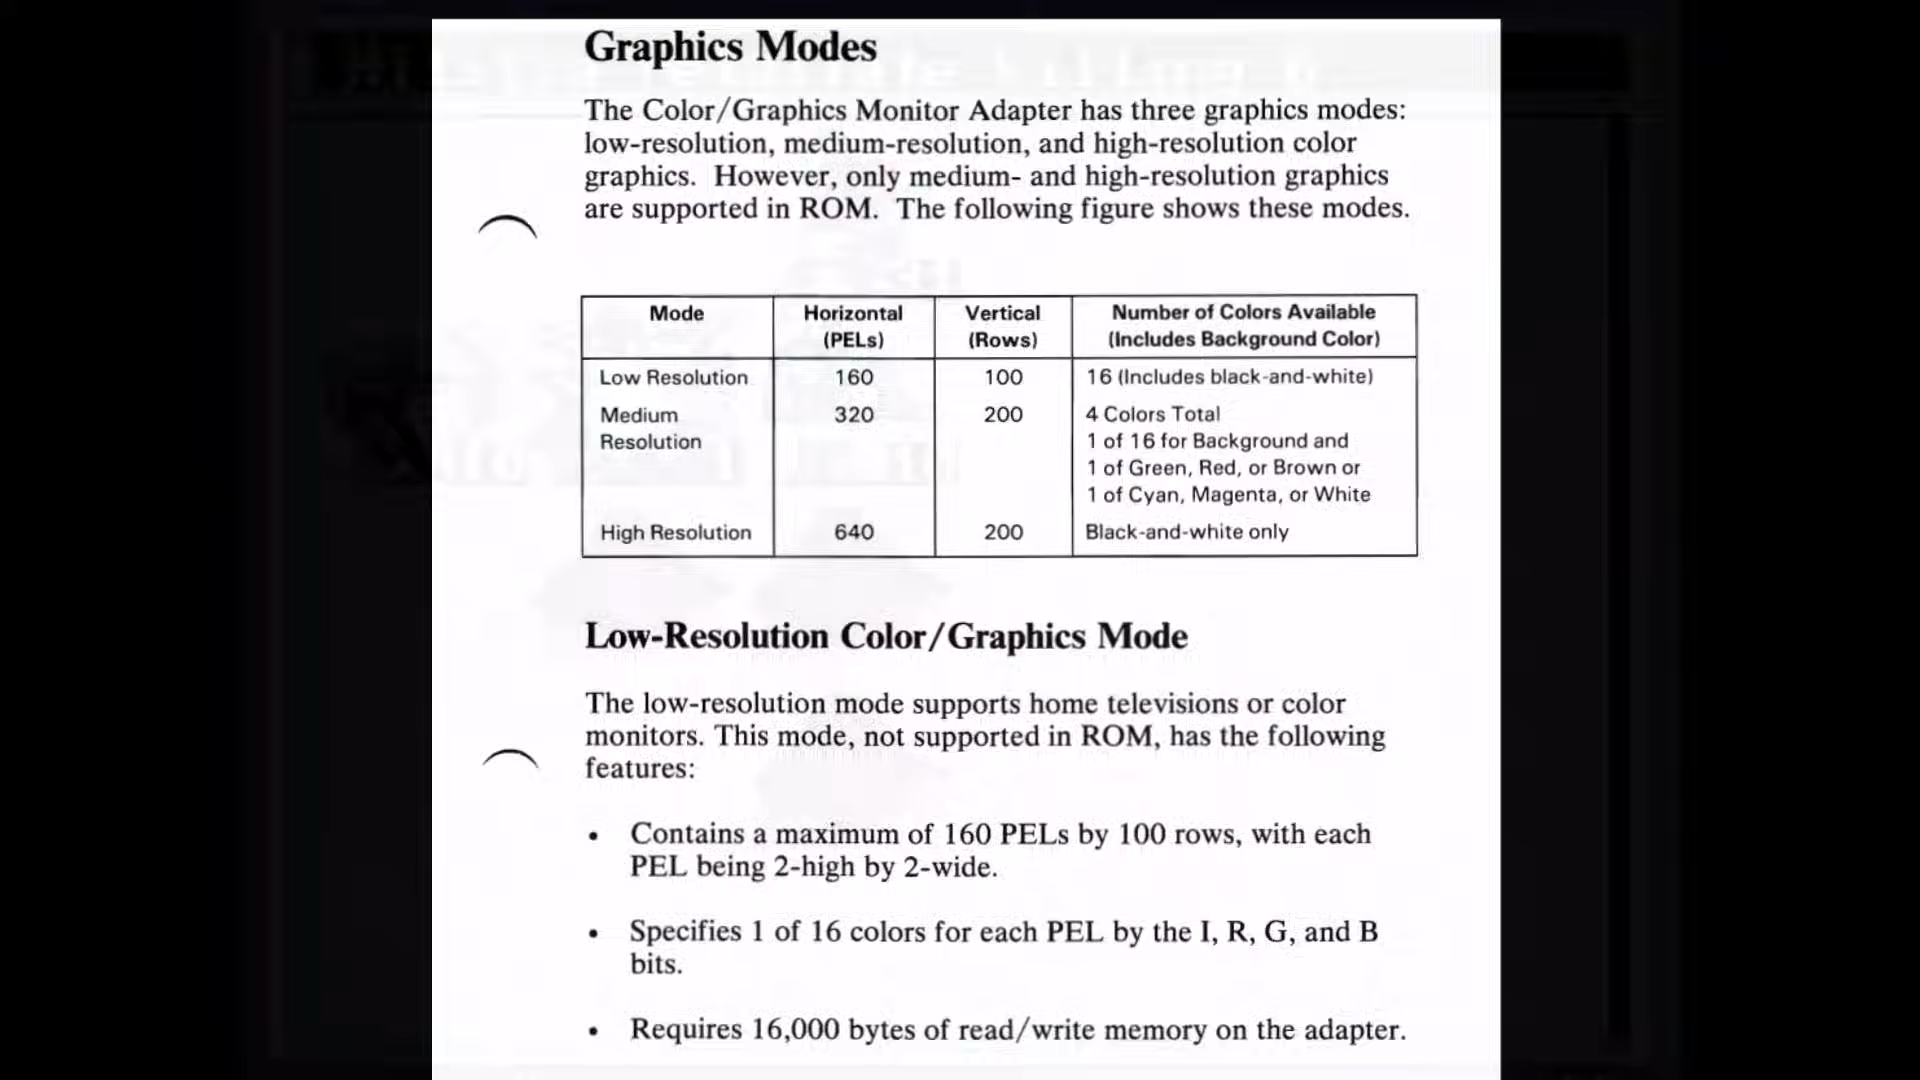 Graphics Modes
The Color/Graphics Monitor Adapter has three graphics modes:
low-resolution, medium-resolution, and high-resolution color
graphics. However, only medium- and high-resolution graphics
are supported in ROM. The following figure shows these modes.
Mode Horizontal (PELs) Vertical (Rows) Number of Colors Available (Includes Background Color)
Low Resolution 160 100 16 (Includes black-and-white)
Medium Resolution 320 200 4 Colors Total
1 of 16 for Background and
1 of Green, Red, or Brown or
1 of Cyan, Magenta, or White
High Resolution 640 200 Black-and-white only
Low-Resolution Color/Graphics Mode
The low-resolution mode supports home televisions or color
monitors. This mode, not supported in ROM, has the following
features:
• Contains a maximum of 160 PELs by 100 rows, with each
PEL being 2-high by 2-wide.
• Specifies 1 of 16 colors for each PEL by the I, R, G, and B
bits.
• Requires 16,000 bytes of read/write memory on the adapter.